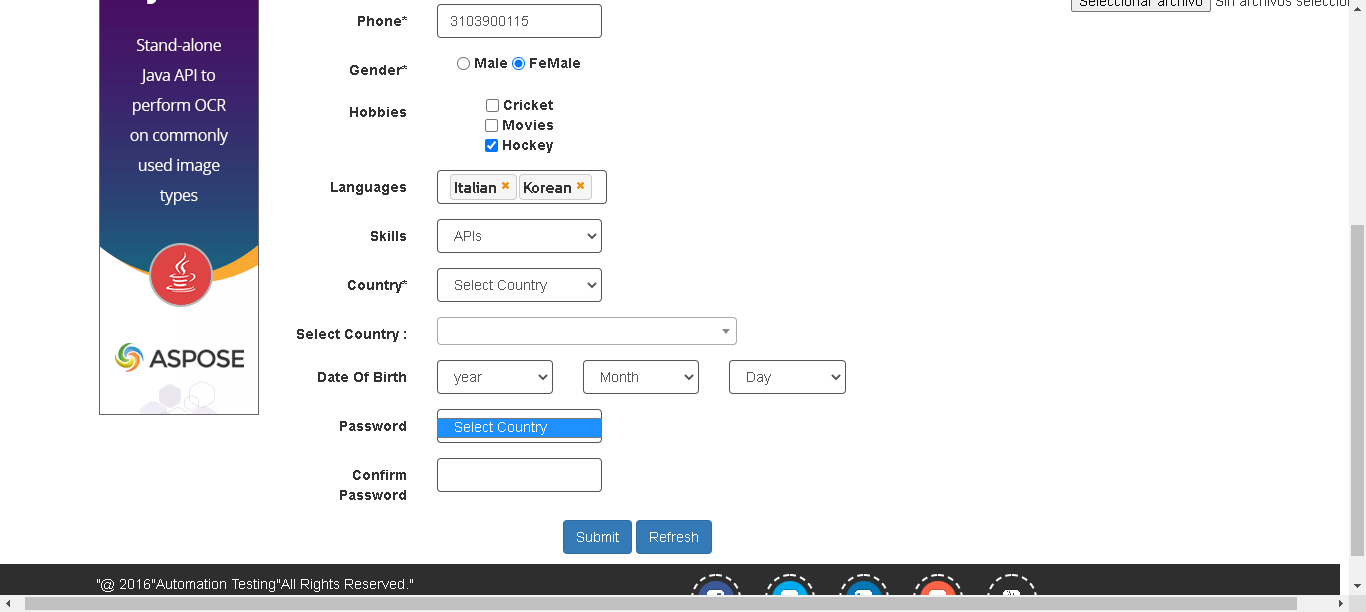 Seleccionar archivo Sin archivos
Phone* 3103900115
Stand-alone
Java API to
perform OCR
on commonly
used image
types
ASPOSE
Gender* Male FeMale
Hobbies Cricket
Movies
Hockey
Languages Italian × Korean ×
Skills APIs
Country* Select Country
Select Country :
Date Of Birth year Month Day
Password Select Country
Confirm
Password
Submit Refresh
"@ 2016"Automation Testing"All Rights Reserved."